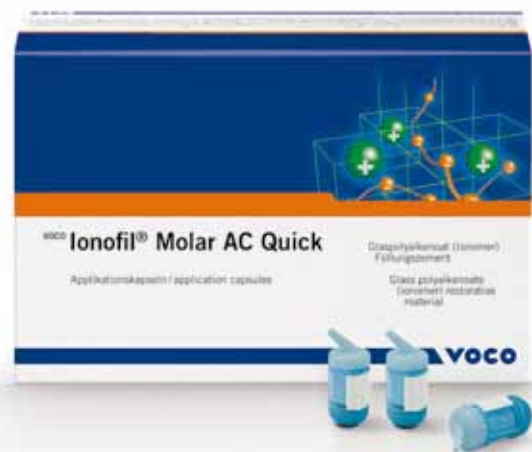 voco Ionofil® Molar AC Quick
Applikationskapseln/application capsules
Glaspolyalkenoat (ionomer)
Füllungszement
Glass polyalkenoate
(ionomer) restorative
material
VOCO